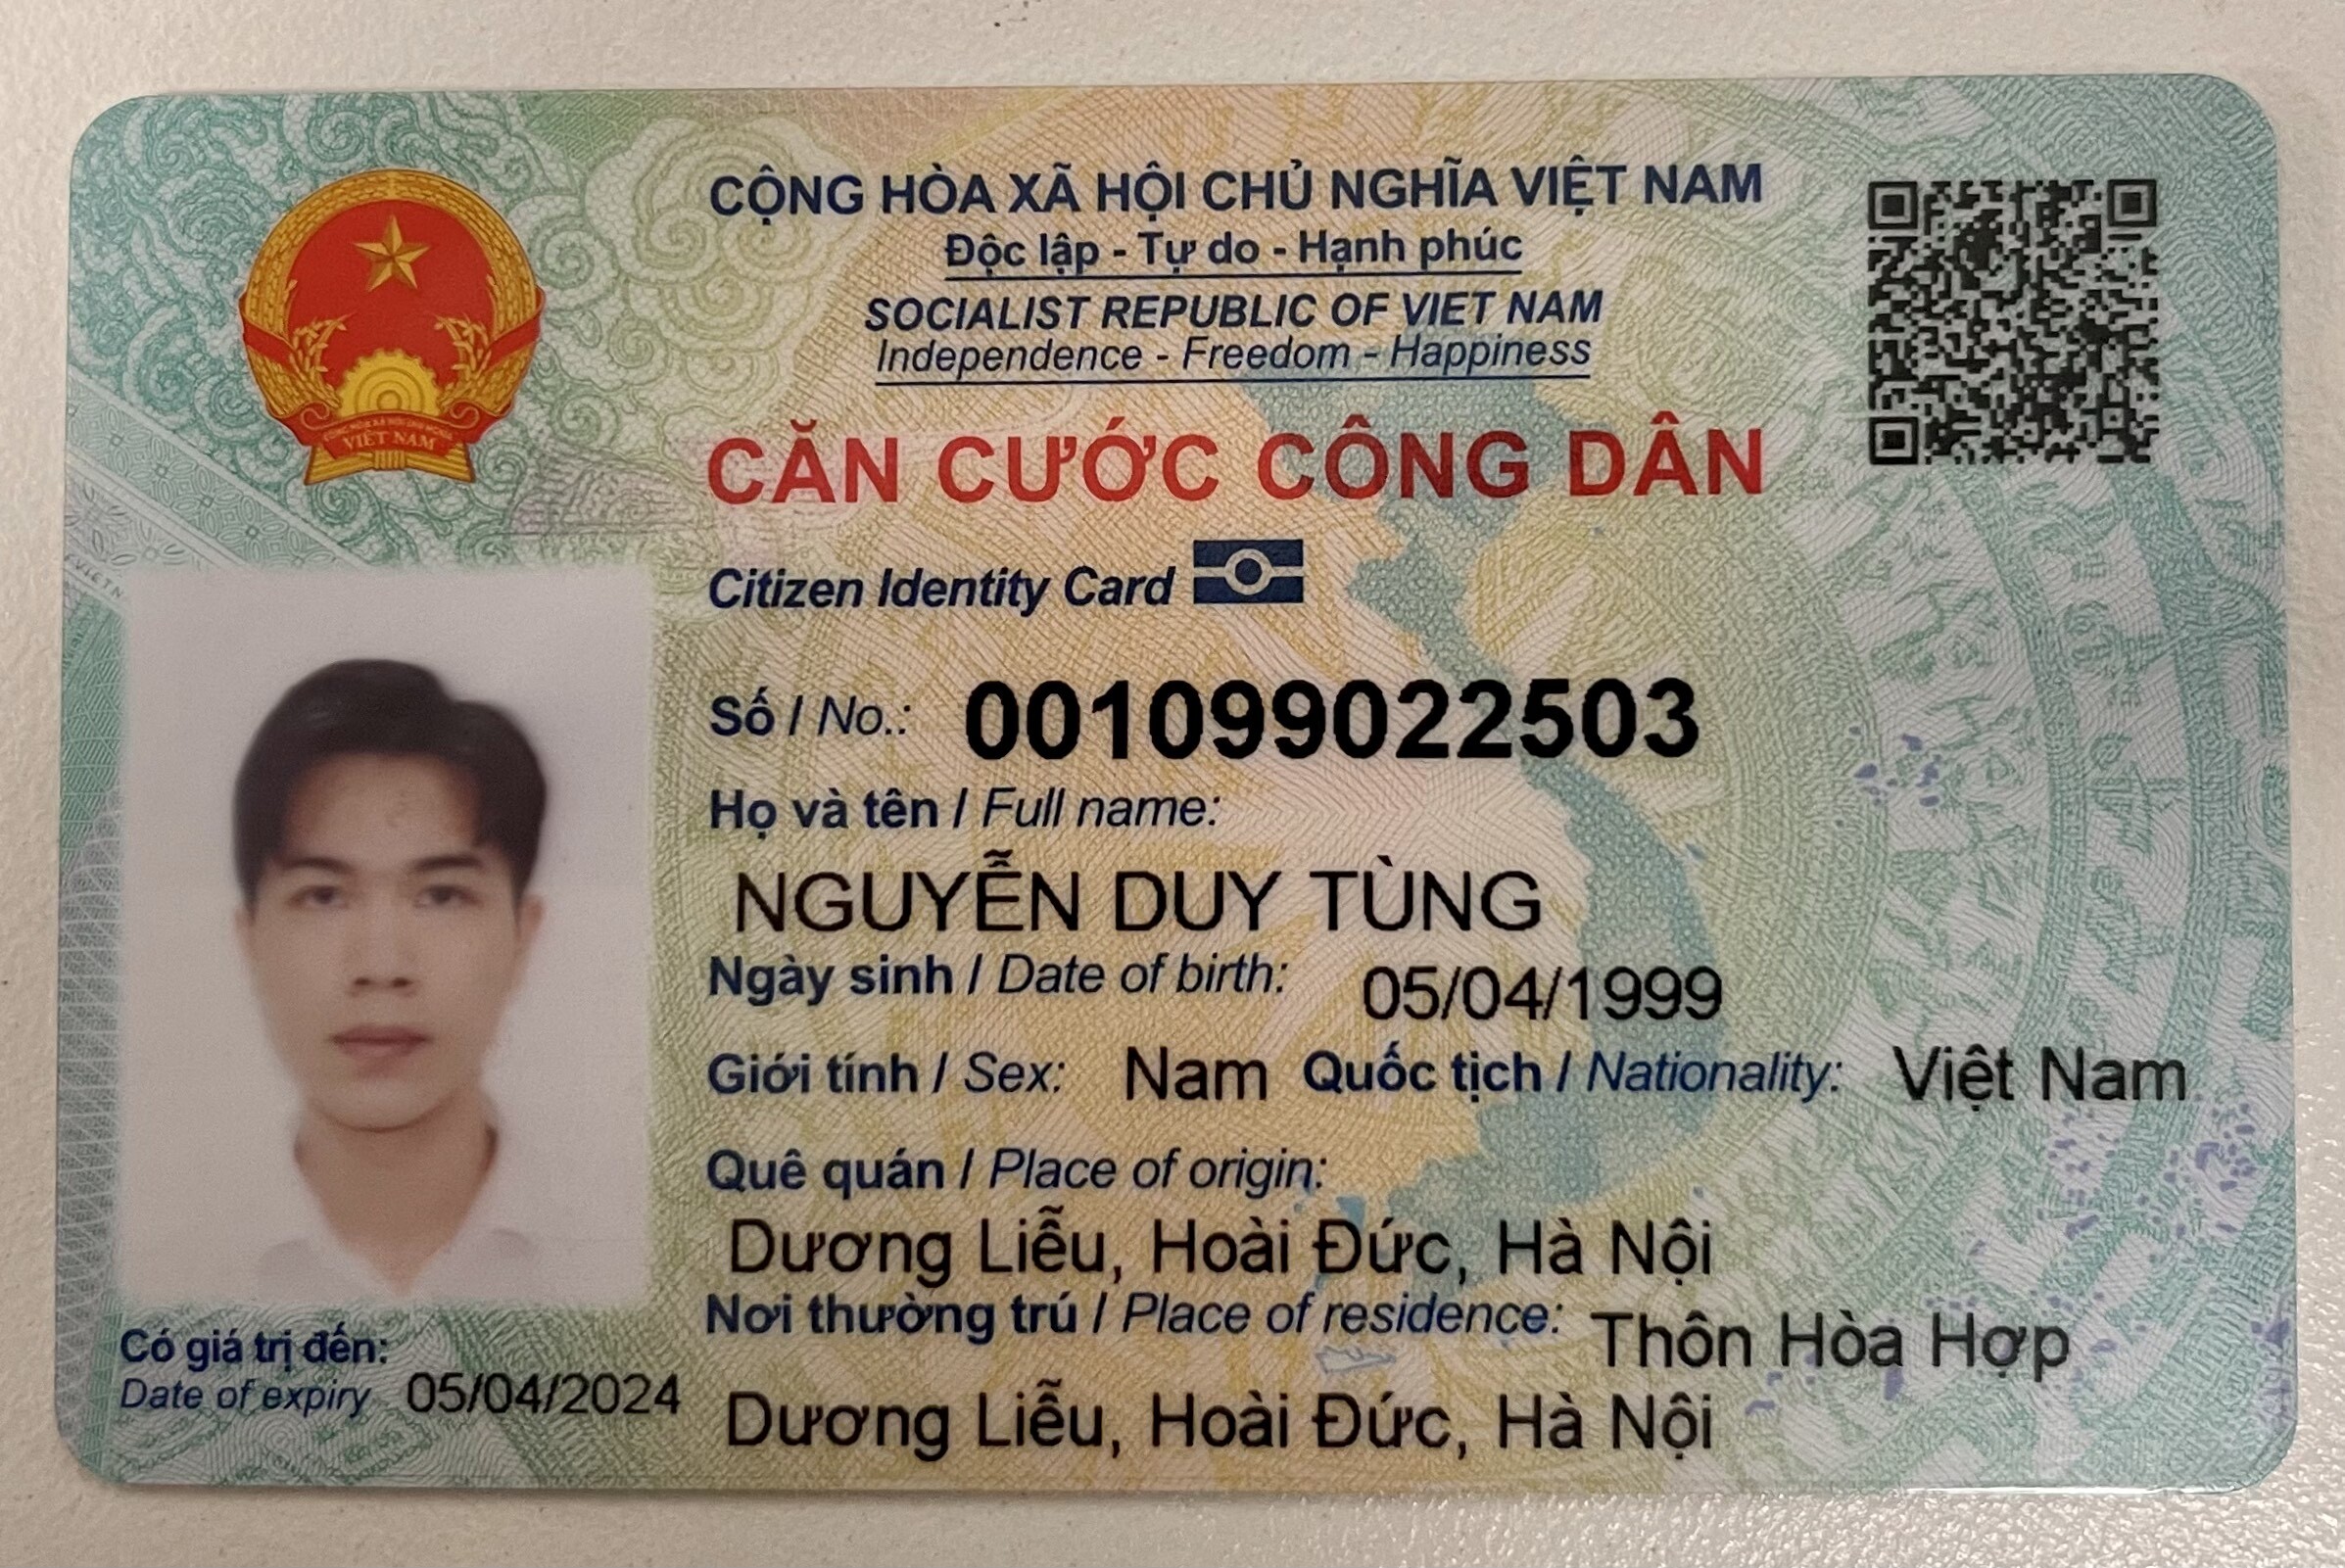 CỘNG HÒA XÃ HỘI CHỦ NGHĨA VIỆT NAM
Độc lập - Tự do - Hạnh phúc
SOCIALIST REPUBLIC OF VIET NAM
Independence - Freedom - Happiness
VIỆT NAM
CĂN CƯỚC CÔNG DÂN
Citizen Identity Card
Số / No.: 001099022503
Họ và tên / Full name:
NGUYỄN DUY TÙNG
Ngày sinh / Date of birth: 05/04/1999
Giới tính / Sex: Nam Quốc tịch / Nationality: Việt Nam
Quê quán / Place of origin:
Dương Liễu, Hoài Đức, Hà Nội
Nơi thường trú / Place of residence: Thôn Hòa Hợp
Dương Liễu, Hoài Đức, Hà Nội
Có giá trị đến:
Date of expiry 05/04/2024